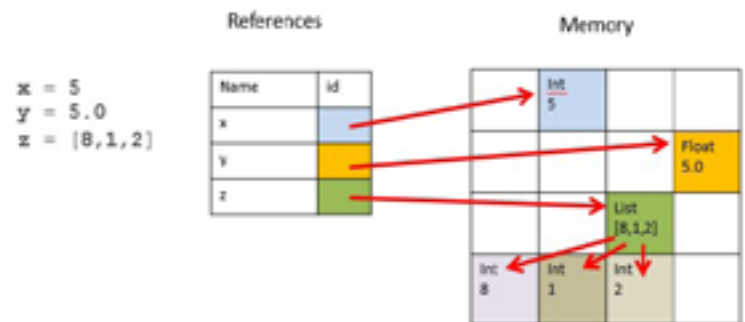 References
Memory
x = 5
y = 5.0
z = [8,1,2]
Name id
x
y
z
Int
5
Float
5.0
List
[8,1,2]
Int
8
Int
1
Int
2